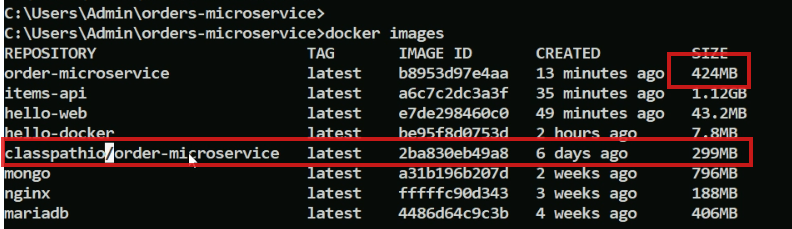 C:\Users\Admin\orders-microservice>
C:\Users\Admin\orders-microservice>docker images
REPOSITORY TAG IMAGE ID CREATED SIZE
order-microservice latest b8953d97e4aa 13 minutes ago 424MB
items-api latest a6c7c2dc3a3f 35 minutes ago 1.12GB
hello-web latest e7de298460c0 49 minutes ago 43.2MB
hello-docker latest be95f8d0753d 2 hours ago 7.8MB
classpathio/order-microservice latest 2ba830eb49a8 6 days ago 299MB
mongo latest a31b196b207d 2 weeks ago 796MB
nginx latest fffffc90d343 3 weeks ago 188MB
mariadb latest 4486d64c9c3b 4 weeks ago 406MB